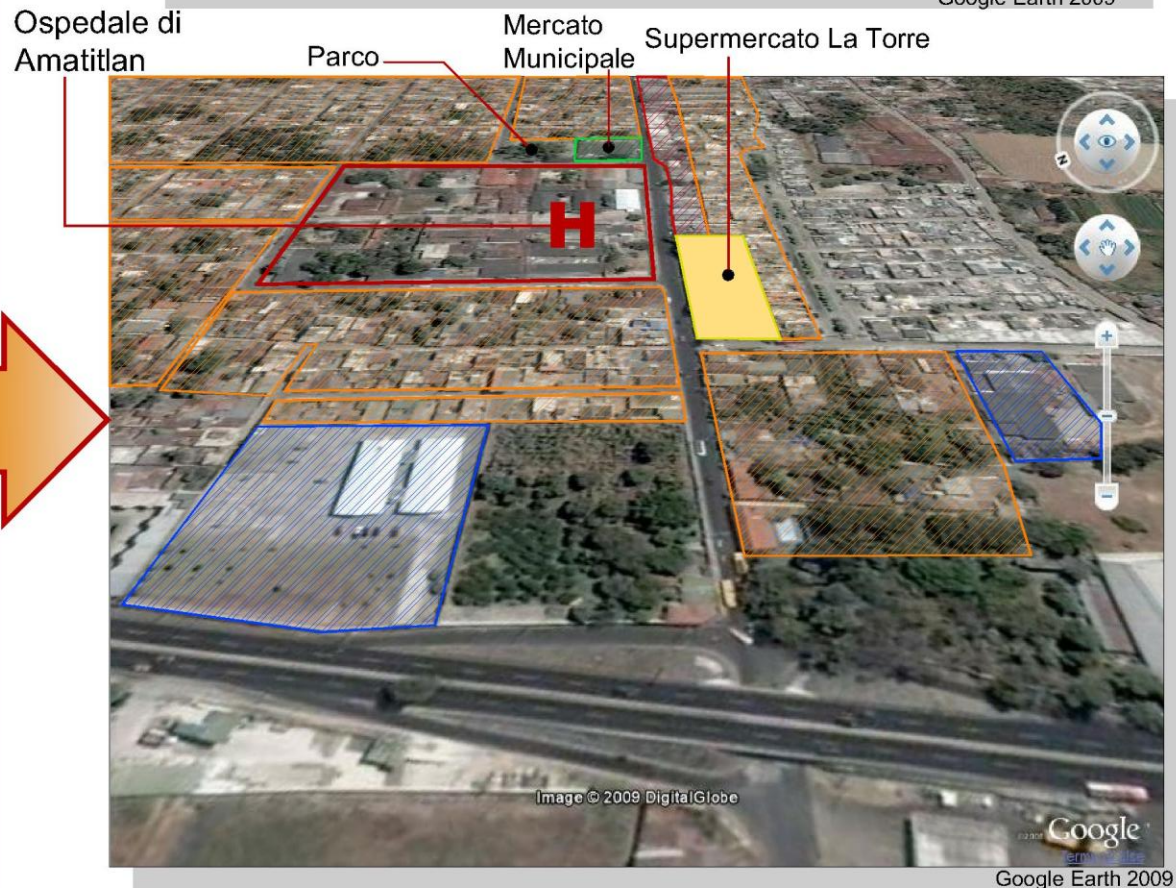 Google Earth 2009
Ospedale di
Amatitlan
Parco
Mercato
Municipale
Supermercato La Torre
H
N
Image © 2009 DigitalGlobe
Google
Google Earth 2009